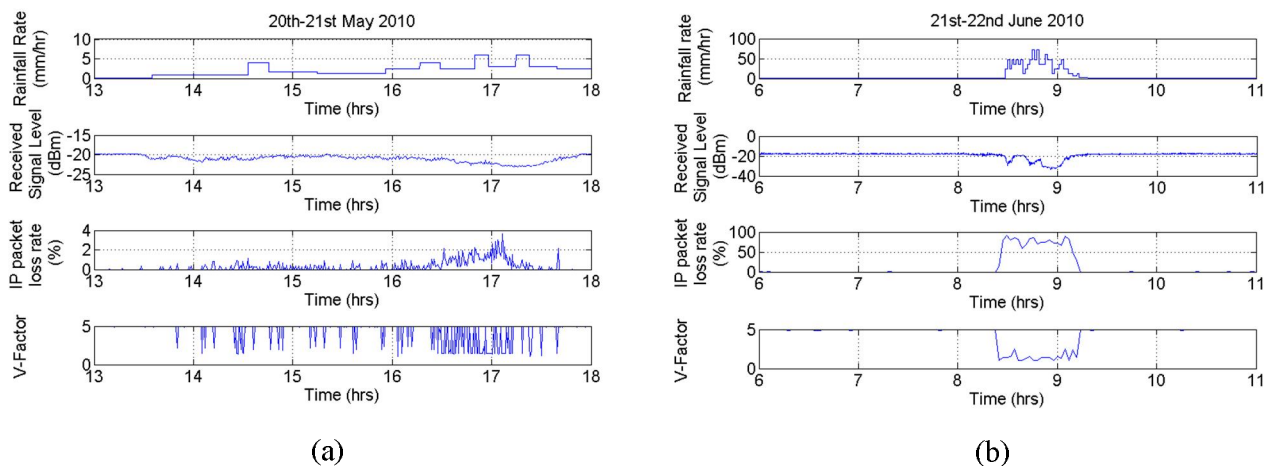 20th-21st May 2010
Rainfall Rate
(mm/hr)
10
5
0
13 14 15 16 17 18
Time (hrs)
Received
Signal Level
(dBm)
-15
-20
-25
13 14 15 16 17 18
Time (hrs)
IP packet
loss rate
(%)
4
2
0
13 14 15 16 17 18
Time (hrs)
V-Factor
5
0
13 14 15 16 17 18
Time (hrs)
(a)
21st-22nd June 2010
Rainfall rate
(mm/hr)
100
50
0
6 7 8 9 10 11
Time (hrs)
Received
Signal Level
(dBm)
0
-20
-40
6 7 8 9 10 11
Time (hrs)
IP packet
loss rate
(%)
100
50
0
6 7 8 9 10 11
Time (hrs)
V-Factor
5
0
6 7 8 9 10 11
Time (hrs)
(b)